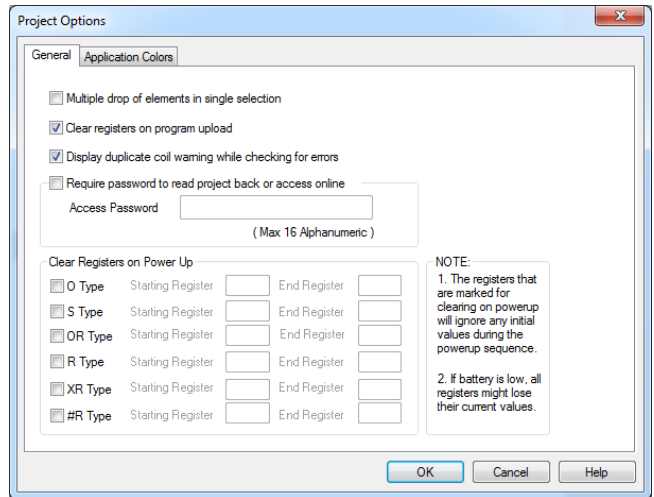 Project Options
General Application Colors
Multiple drop of elements in single selection
Clear registers on program upload
Display duplicate coil warning while checking for errors
Require password to read project back or access online
Access Password
( Max 16 Alphanumeric )
Clear Registers on Power Up
O Type Starting Register End Register
S Type Starting Register End Register
OR Type Starting Register End Register
R Type Starting Register End Register
XR Type Starting Register End Register
#R Type Starting Register End Register
NOTE:
1. The registers that
are marked for
clearing on powerup
will ignore any initial
values during the
powerup sequence.
2. If battery is low, all
registers might lose
their current values.
OK Cancel Help